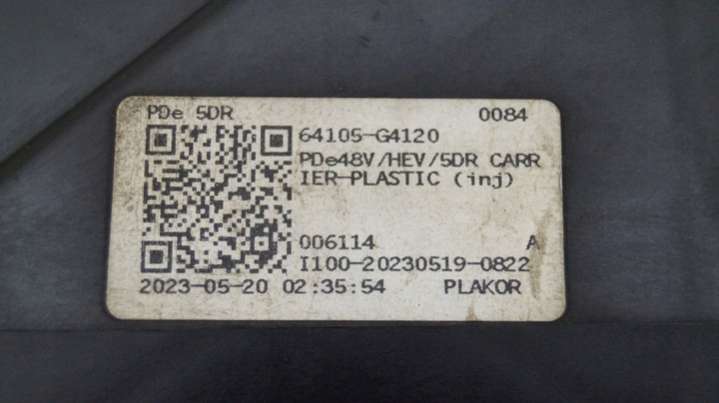 PDe 5DR 0084
64105-G4120
PDe48V/HEV/5DR CARR
IER-PLASTIC (inj)
006114 A
I100-20230519-0822
2023-05-20 02:35:54 PLAKOR